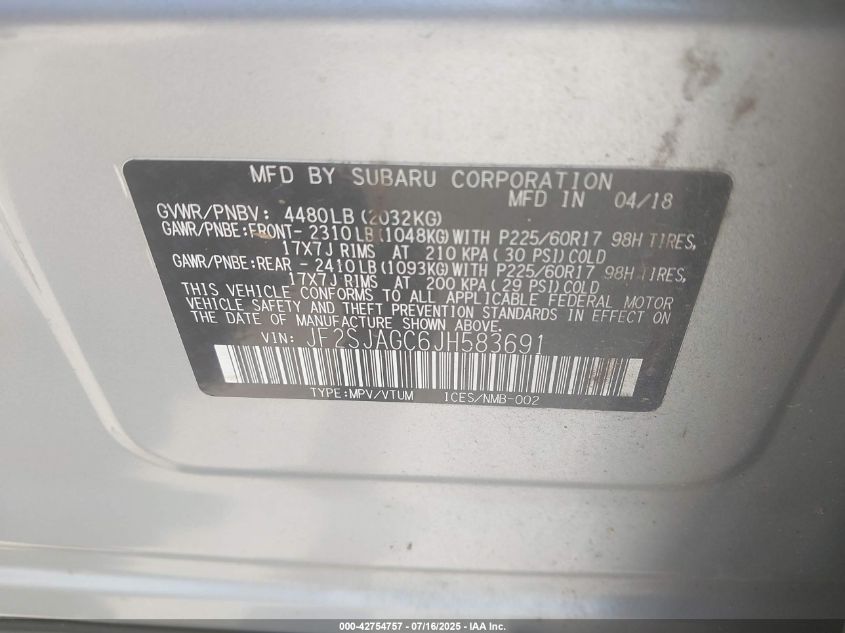 MFD BY SUBARU CORPORATION
MFD IN 04/18
GVWR/PNBV: 4480LB(2032KG)
GAWR/PNBE:FRONT- 2310LB(1048KG)WITH P225/60R17 98H TIRES,
17X7J RIMS AT 210 KPA( 30 PSI)COLD
GAWR/PNBE:REAR - 2410LB(1093KG)WITH P225/60R17 98H TIRES,
17X7J RIMS AT 200 KPA( 29 PSI)COLD
THIS VEHICLE CONFORMS TO ALL APPLICABLE FEDERAL MOTOR
VEHICLE SAFETY AND THEFT PREVENTION STANDARDS IN EFFECT ON
THE DATE OF MANUFACTURE SHOWN ABOVE.
VIN: JF2SJAGC6JH583691
TYPE:MPV/VTUM ICES/NMB-002
000-42754757 - 07/16/2025 - IAA Inc.